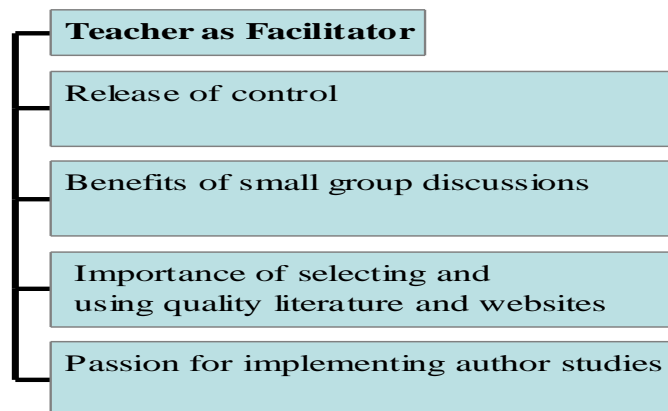 Teacher as Facilitator
Release of control
Benefits of small group discussions
Importance of selecting and
using quality literature and websites
Passion for implementing author studies